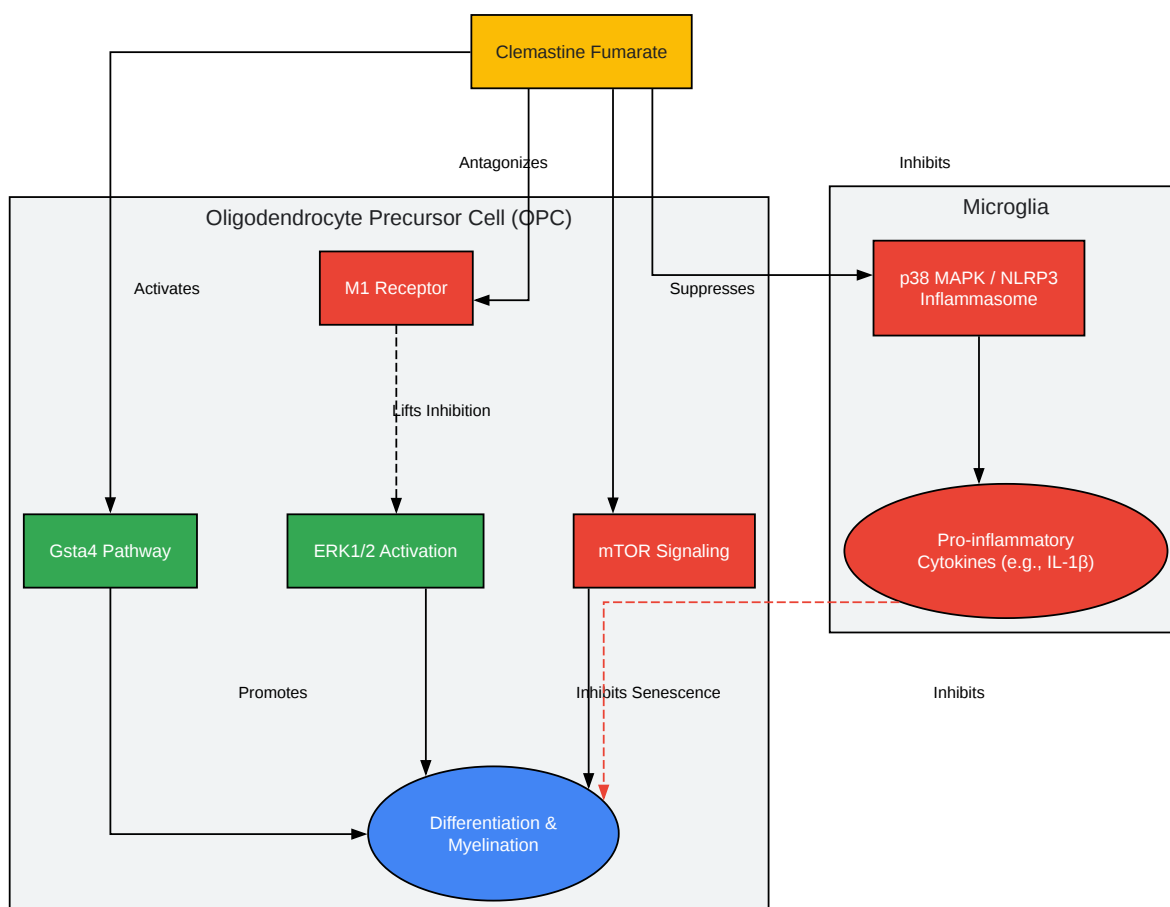 Clemastine Fumarate
Antagonizes
Inhibits
Oligodendrocyte Precursor Cell (OPC)
Microglia
M1 Receptor
p38 MAPK / NLRP3
Inflammasome
Activates
Suppresses
Lifts Inhibition
Gsta4 Pathway
ERK1/2 Activation
mTOR Signaling
Pro-inflammatory
Cytokines (e.g., IL-1β)
Promotes
Inhibits Senescence
Inhibits
Differentiation &
Myelination